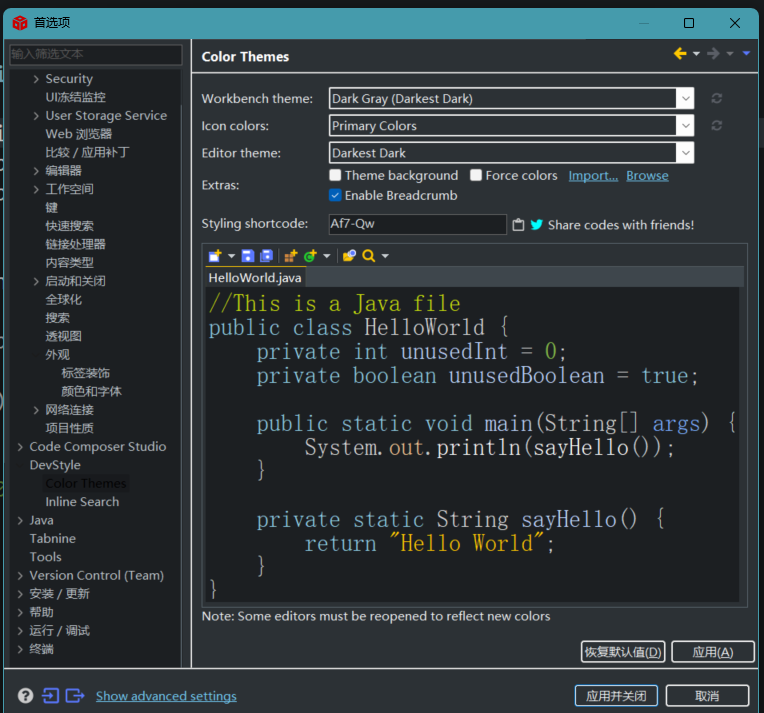 首选项
输入筛选文本
Security
UI冻结监控
User Storage Service
Web 浏览器
比较 / 应用补丁
编辑器
工作空间
键
快速搜索
链接处理器
内容类型
启动和关闭
全球化
搜索
透视图
外观
标签装饰
颜色和字体
网络连接
项目性质
Code Composer Studio
DevStyle
Color Themes
Inline Search
Java
Tabnine
Tools
Version Control (Team)
安装 / 更新
帮助
运行 / 调试
终端
Color Themes
Workbench theme: Dark Gray (Darkest Dark)
Icon colors: Primary Colors
Editor theme: Darkest Dark
Extras: Theme background Force colors Import... Browse
Enable Breadcrumb
Styling shortcode: Af7-Qw Share codes with friends!
HelloWorld.java
//This is a Java file
public class HelloWorld {
private int unusedInt = 0;
private boolean unusedBoolean = true;
public static void main(String[] args) {
System.out.println(sayHello());
}
private static String sayHello() {
return "Hello World";
}
}
Note: Some editors must be reopened to reflect new colors
恢复默认值(D) 应用(A)
Show advanced settings 应用并关闭 取消